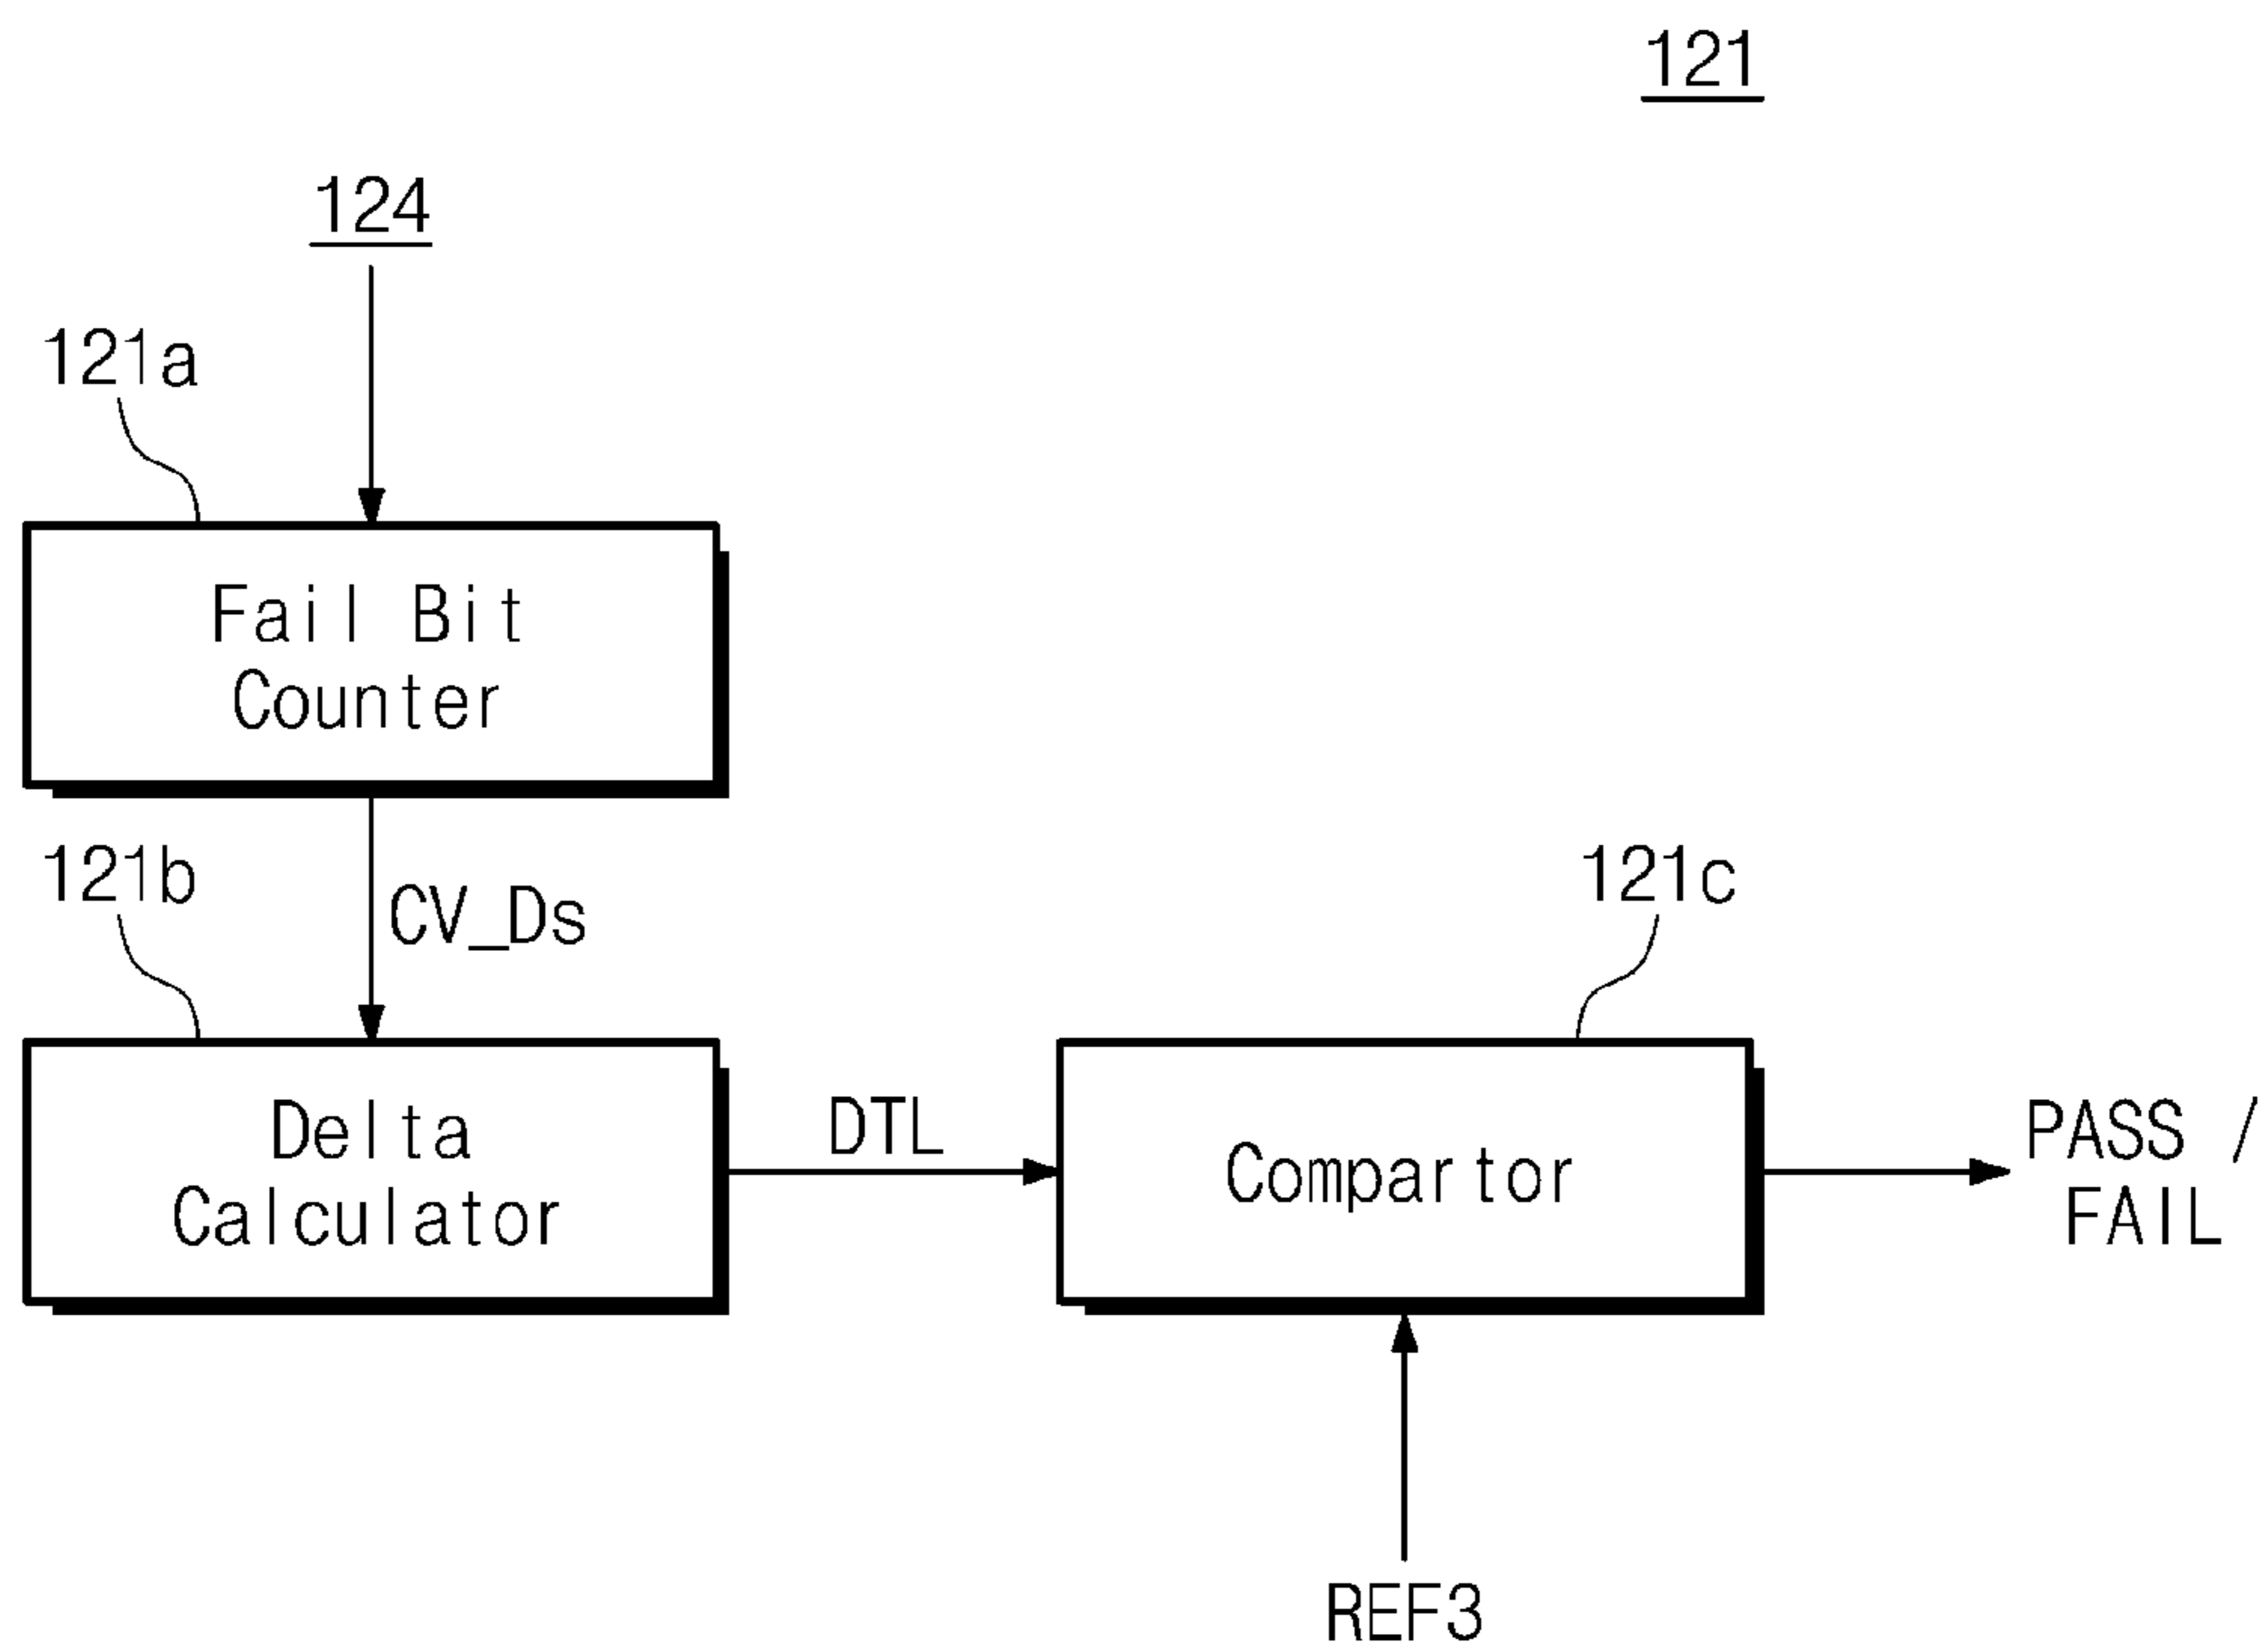 121
124
121a
Fail Bit
Counter
121b
CV_Ds
121c
Delta
Calculator
DTL
Compartor
PASS /
FAIL
REF3